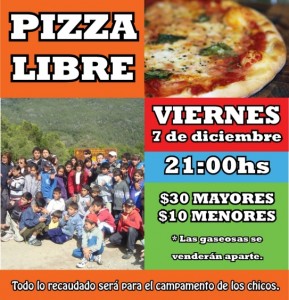 PIZZA
LIBRE
VIERNES
7 de diciembre
21:00hs
$30 MAYORES
$10 MENORES
* Las gaseosas se
venderán aparte.
Todo lo recaudado será para el campamento de los chicos.